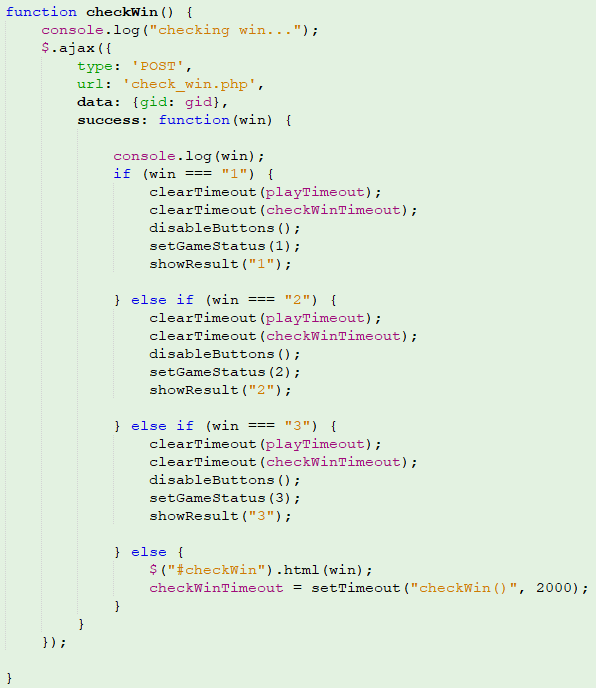 function checkWin() {
    console.log("checking win...");
    $.ajax({
        type: 'POST',
        url: 'check_win.php',
        data: {gid: gid},
        success: function(win) {

            console.log(win);
            if (win === "1") {
                clearTimeout(playTimeout);
                clearTimeout(checkWinTimeout);
                disableButtons();
                setGameStatus(1);
                showResult("1");

            } else if (win === "2") {
                clearTimeout(playTimeout);
                clearTimeout(checkWinTimeout);
                disableButtons();
                setGameStatus(2);
                showResult("2");

            } else if (win === "3") {
                clearTimeout(playTimeout);
                clearTimeout(checkWinTimeout);
                disableButtons();
                setGameStatus(3);
                showResult("3");

            } else {
                $("#checkWin").html(win);
                checkWinTimeout = setTimeout("checkWin()", 2000);
            }
        }
    });

}